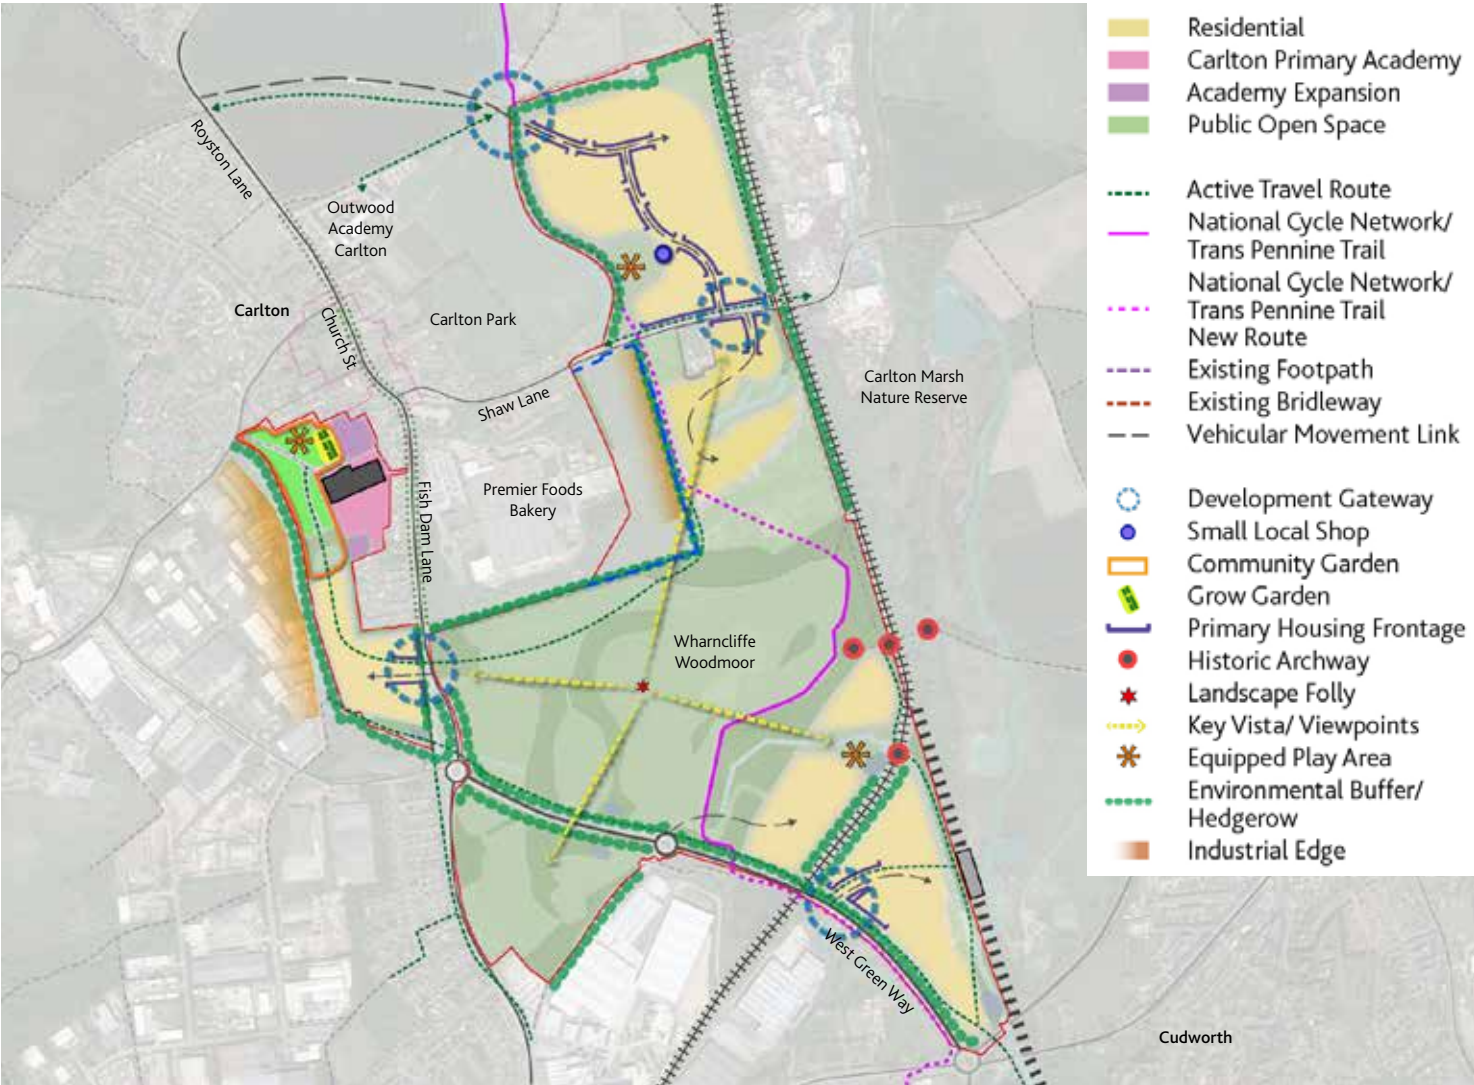 Royston Lane
Outwood
Academy
Carlton
Carlton
Church St
Carlton Park
Shaw Lane
Carlton Marsh
Nature Reserve
Premier Foods
Bakery
Fish Dam Lane
Wharncliffe
Woodmoor
West Green Way
Cudworth
Residential
Carlton Primary Academy
Academy Expansion
Public Open Space
Active Travel Route
National Cycle Network/
Trans Pennine Trail
National Cycle Network/
Trans Pennine Trail
New Route
Existing Footpath
Existing Bridleway
Vehicular Movement Link
Development Gateway
Small Local Shop
Community Garden
Grow Garden
Primary Housing Frontage
Historic Archway
Landscape Folly
Key Vista/ Viewpoints
Equipped Play Area
Environmental Buffer/
Hedgerow
Industrial Edge